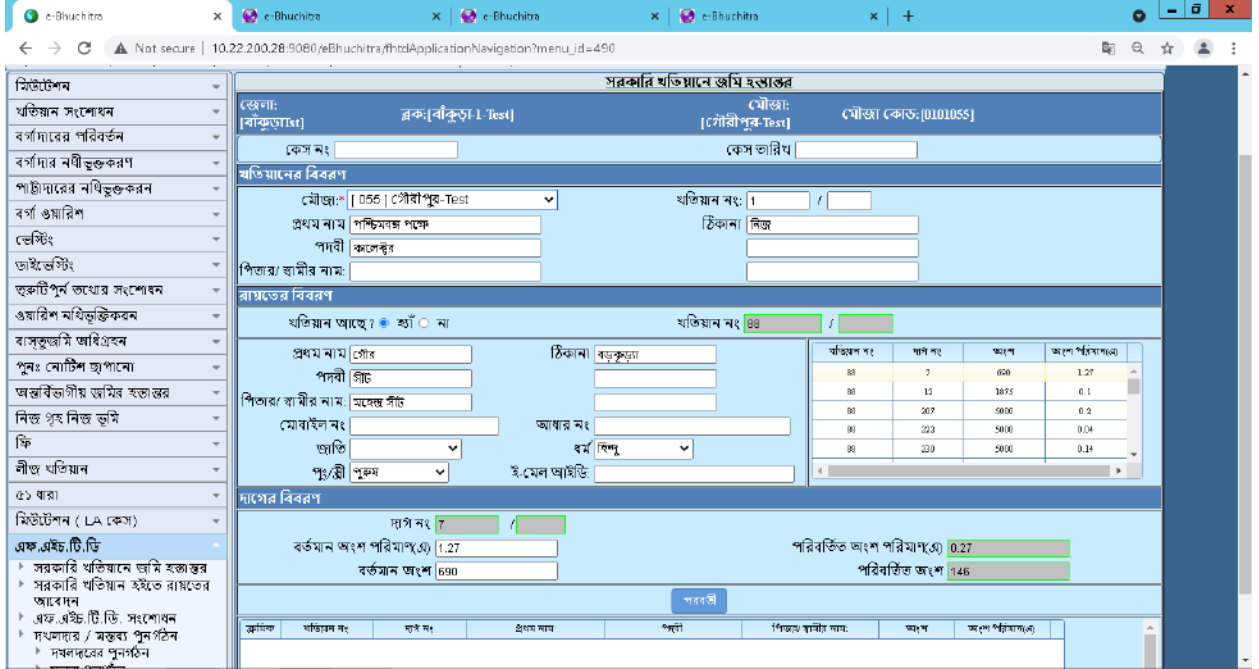 e-Bhuchitra e-Bhuchitra e-Bhuchitra e-Bhuchitra
Not secure 10.22.200.28:9080/eBhuchitra/fhtdApplicationNavigation?menu_id=490
মিউটেশন
খতিয়ান সংশোধন
বর্গাদারের পরিবর্তন
বর্গাদার নথীভুক্তকরণ
পাট্টাদারের নথিভুক্তকরন
বর্গা ওয়ারিশ
ভেস্টিং
ডাইভেস্টিং
ত্রুটিপুর্ন তথ্যের সংশোধন
ওয়ারিশ নথিভুক্তিকরন
বাস্তুজমি অধিগ্রহন
পুনঃ নোটিশ ছাপানো
অন্তর্বিভাগীয় জমির হস্তান্তর
নিজ গৃহ নিজ ভূমি
ফি
লীজ খতিয়ান
৫১ ধারা
মিউটেশন ( LA কেস)
এফ.এইচ.টি.ডি
সরকারি খতিয়ানে জমি হস্তান্তর
সরকারি খতিয়ান হইতে রায়তের আবেদন
এফ.এইচ.টি.ডি. সংশোধন
দখলদার / মন্তব্য পুনর্গঠন
দখলদারের পুনর্গঠন
সরকারি খতিয়ানে জমি হস্তান্তর
জেলা: [বাঁকুড়াIst] ব্লক:[বাঁকুড়া-1-Test] মৌজা: [গৌরীপুর-Test] মৌজা কোড:[0101055]
কেস নং কেস তারিখ
খতিয়ানের বিবরণ
মৌজা:* [ 055 ] গৌরীপুর-Test খতিয়ান নং: 1 /
প্রথম নাম পশ্চিমবঙ্গ পক্ষে ঠিকানা নিজ
পদবী কালেক্টর
পিতার/ স্বামীর নাম:
রায়তের বিবরণ
খতিয়ান আছে? হ্যাঁ না খতিয়ান নং 88 /
প্রথম নাম গৌর ঠিকানা বড়কুড়্যা
পদবী সীট
পিতার/ স্বামীর নাম: মহেন্দ্র সীট
মোবাইল নং আধার নং
জাতি ধর্ম হিন্দু
পুং/স্ত্রী পুরুষ ই-মেল আইডি:
খতিয়ান নং দাগ নং অংশ অংশ পরিমান(এ)
88 7 690 1.27
88 12 1875 0.1
88 207 5000 0.2
88 223 5000 0.04
88 230 5000 0.14
দাগের বিবরণ
দাগ নং 7 /
বর্তমান অংশ পরিমাণ(এ) 1.27 পরিবর্তিত অংশ পরিমাণ(এ) 0.27
বর্তমান অংশ 690 পরিবর্তিত অংশ 146
পরবর্তী
ক্রমিক খতিয়ান নং দাগ নং প্রথম নাম পদবী পিতার/ স্বামীর নাম: অংশ অংশ পরিমান(এ)